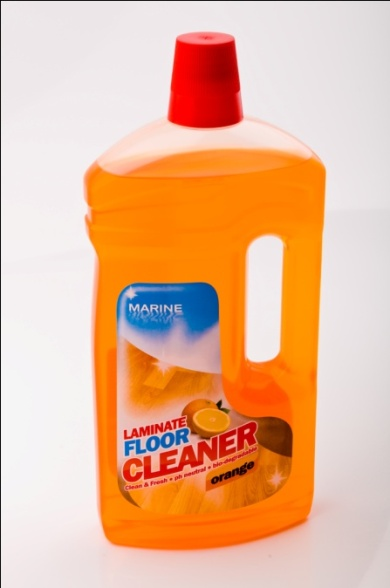 MARINE
LAMINATE
FLOOR
CLEANER
Clean & Fresh • ph neutral • bio-degradable
orange